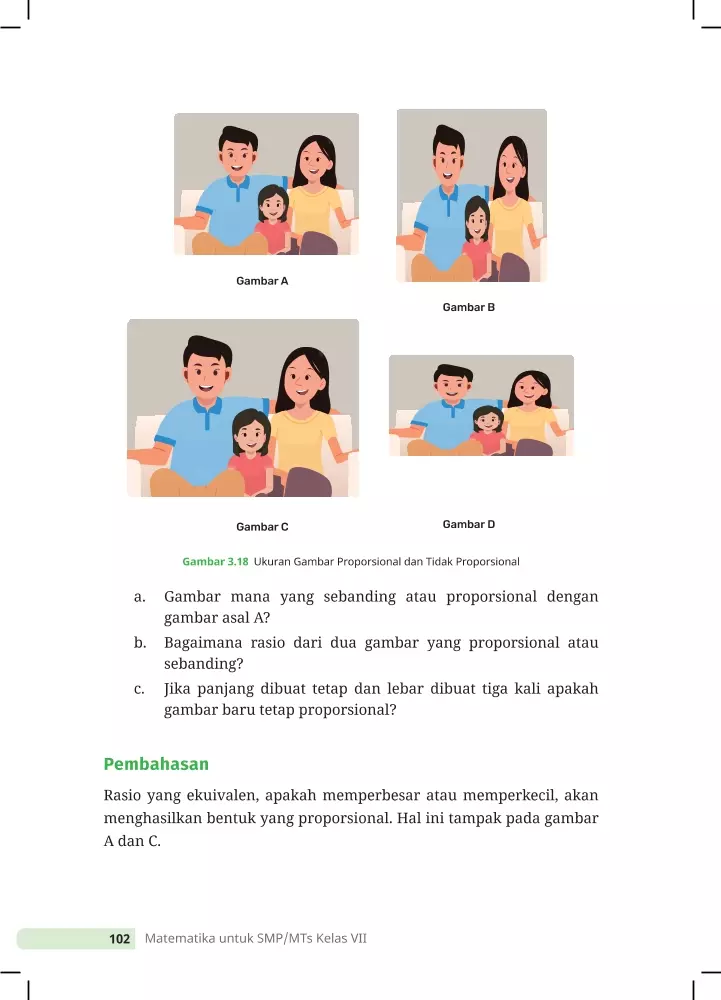 Gambar A
Gambar B
Gambar C
Gambar D
Gambar 3.18 Ukuran Gambar Proporsional dan Tidak Proporsional
a. Gambar mana yang sebanding atau proporsional dengan
gambar asal A?
b. Bagaimana rasio dari dua gambar yang proporsional atau
sebanding?
c. Jika panjang dibuat tetap dan lebar dibuat tiga kali apakah
gambar baru tetap proporsional?
Pembahasan
Rasio yang ekuivalen, apakah memperbesar atau memperkecil, akan
menghasilkan bentuk yang proporsional. Hal ini tampak pada gambar
A dan C.
102 Matematika untuk SMP/MTs Kelas VII